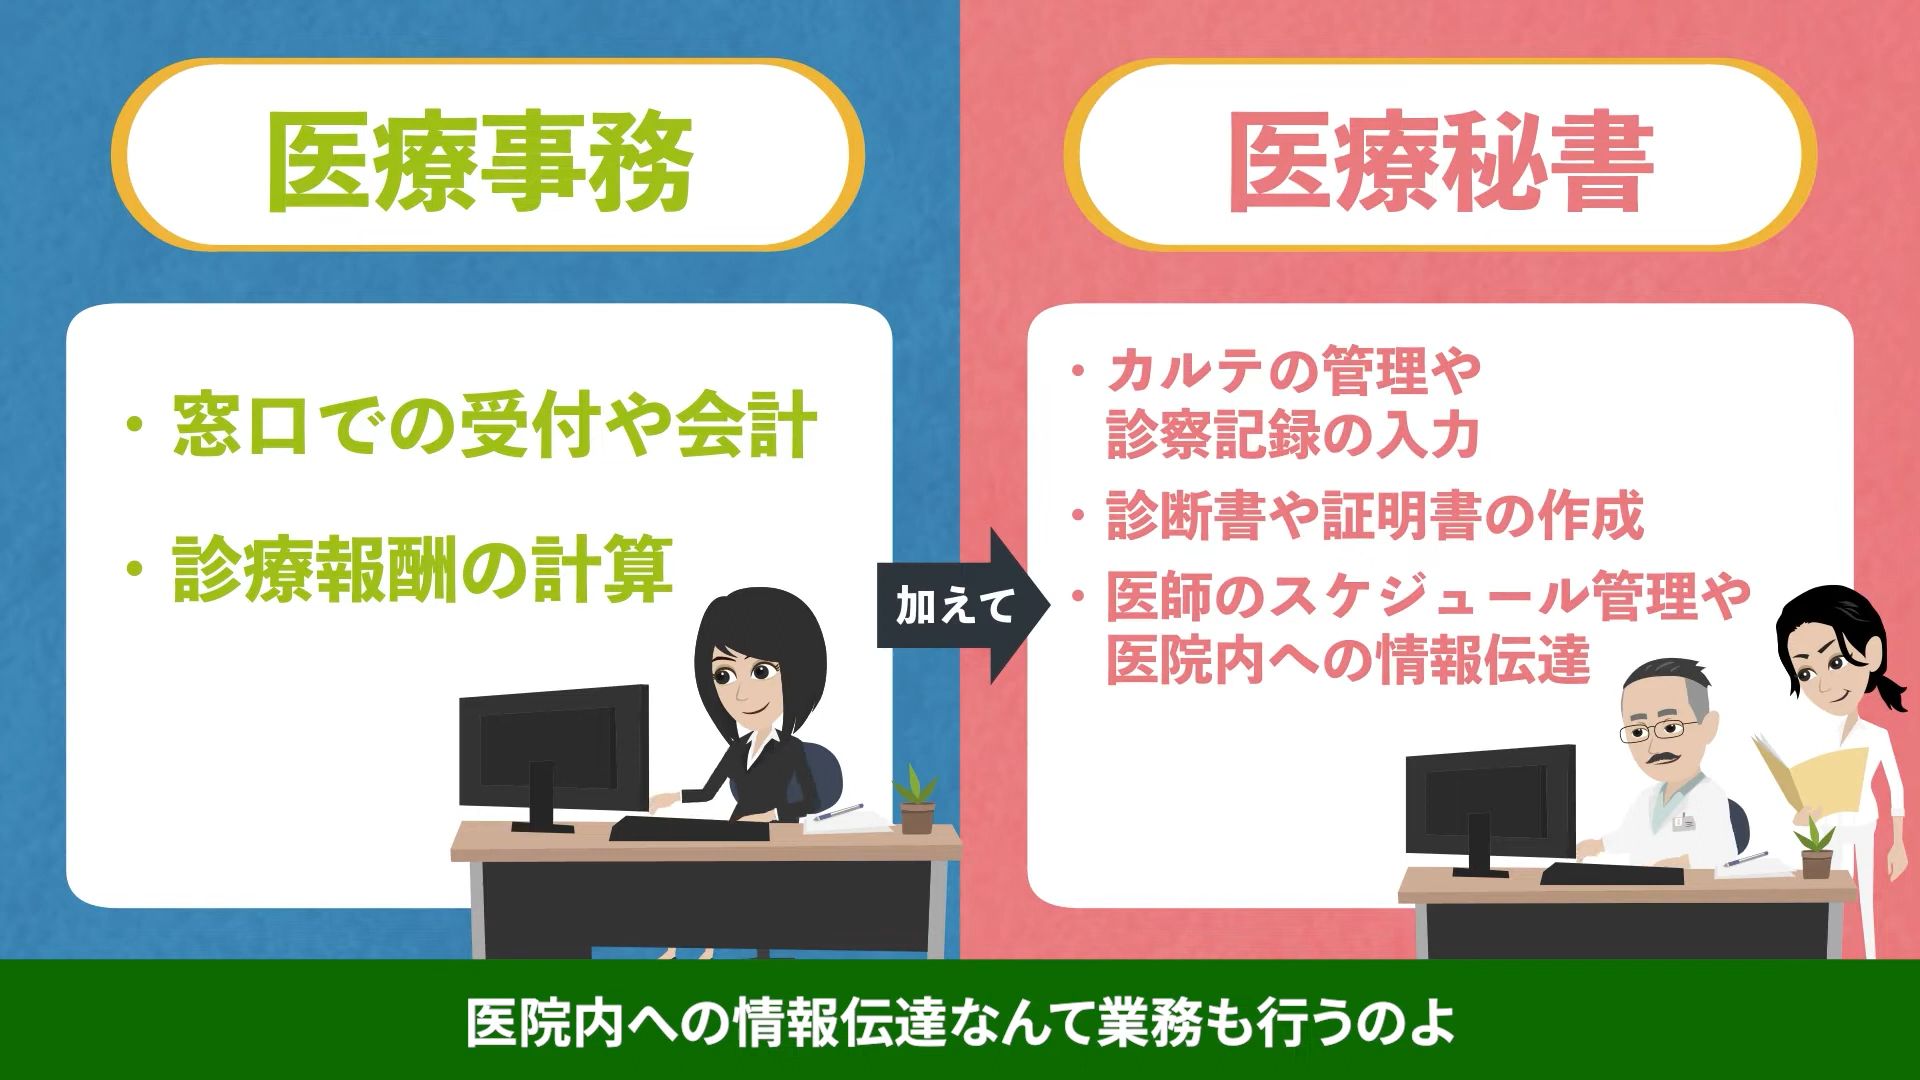 医療事務
・窓口での受付や会計
・診療報酬の計算
加えて
医療秘書
・カルテの管理や
診察記録の入力
・診断書や証明書の作成
・医師のスケジュール管理や
医院内への情報伝達
医院内への情報伝達なんて業務も行うのよ